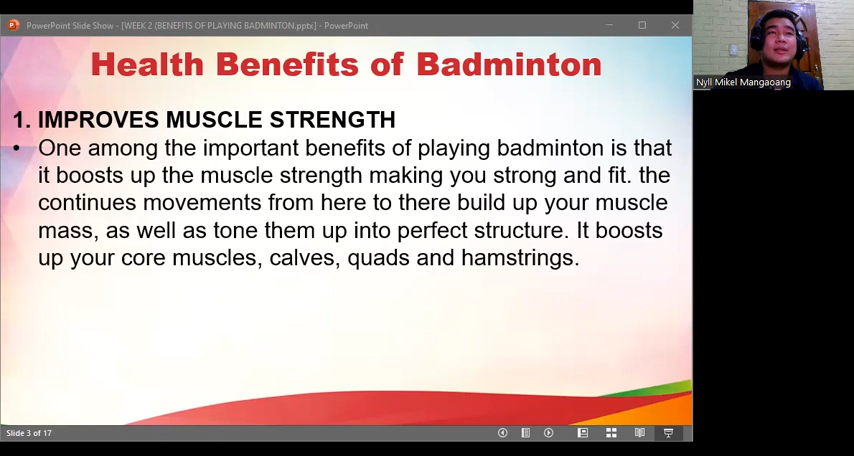 PowerPoint Slide Show - [WEEK 2 (BENEFITS OF PLAYING BADMINTON.pptx] - PowerPoint
Nyll Mikel Mangaoang
Health Benefits of Badminton
1. IMPROVES MUSCLE STRENGTH
• One among the important benefits of playing badminton is that
it boosts up the muscle strength making you strong and fit. the
continues movements from here to there build up your muscle
mass, as well as tone them up into perfect structure. It boosts
up your core muscles, calves, quads and hamstrings.
Slide 3 of 17